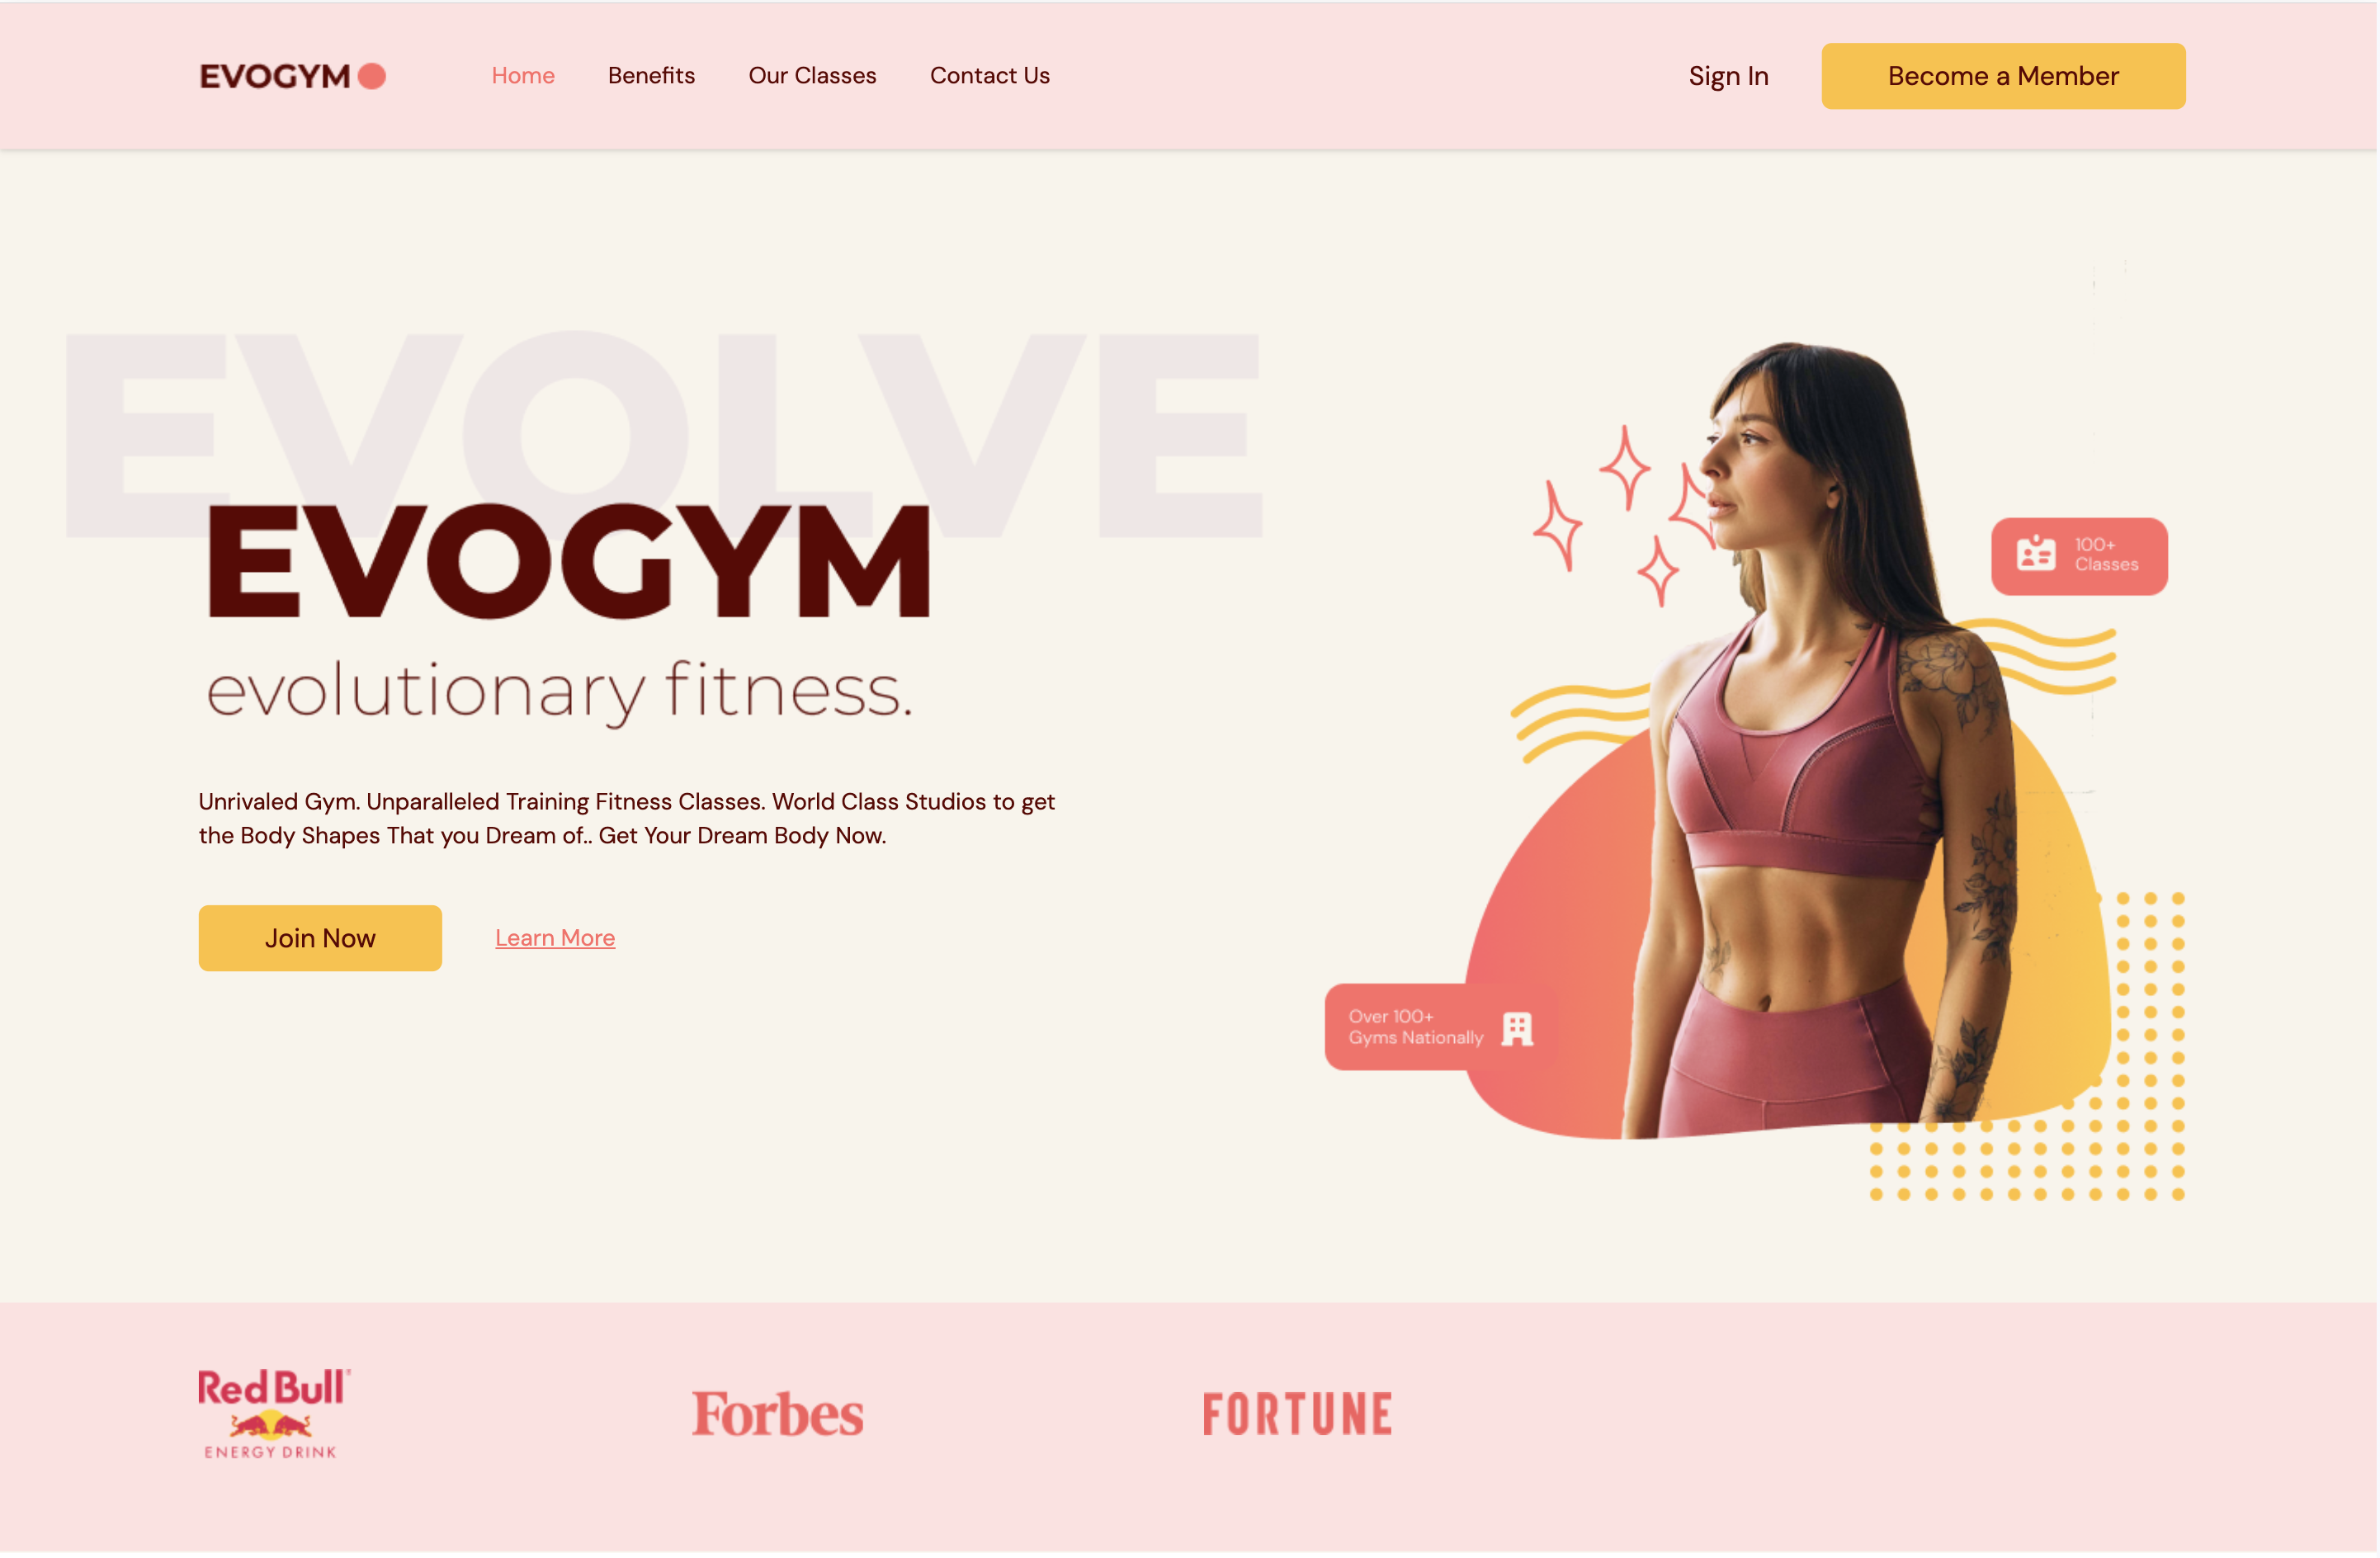 EVOGYM
Home
Benefits
Our Classes
Contact Us
Sign In
Become a Member
EVOLVE
EVOGYM
evolutionary fitness.
Unrivaled Gym. Unparalleled Training Fitness Classes. World Class Studios to get
the Body Shapes That you Dream of.. Get Your Dream Body Now.
Join Now
Learn More
100+
Classes
Over 100+
Gyms Nationally
Red Bull
ENERGY DRINK
Forbes
FORTUNE